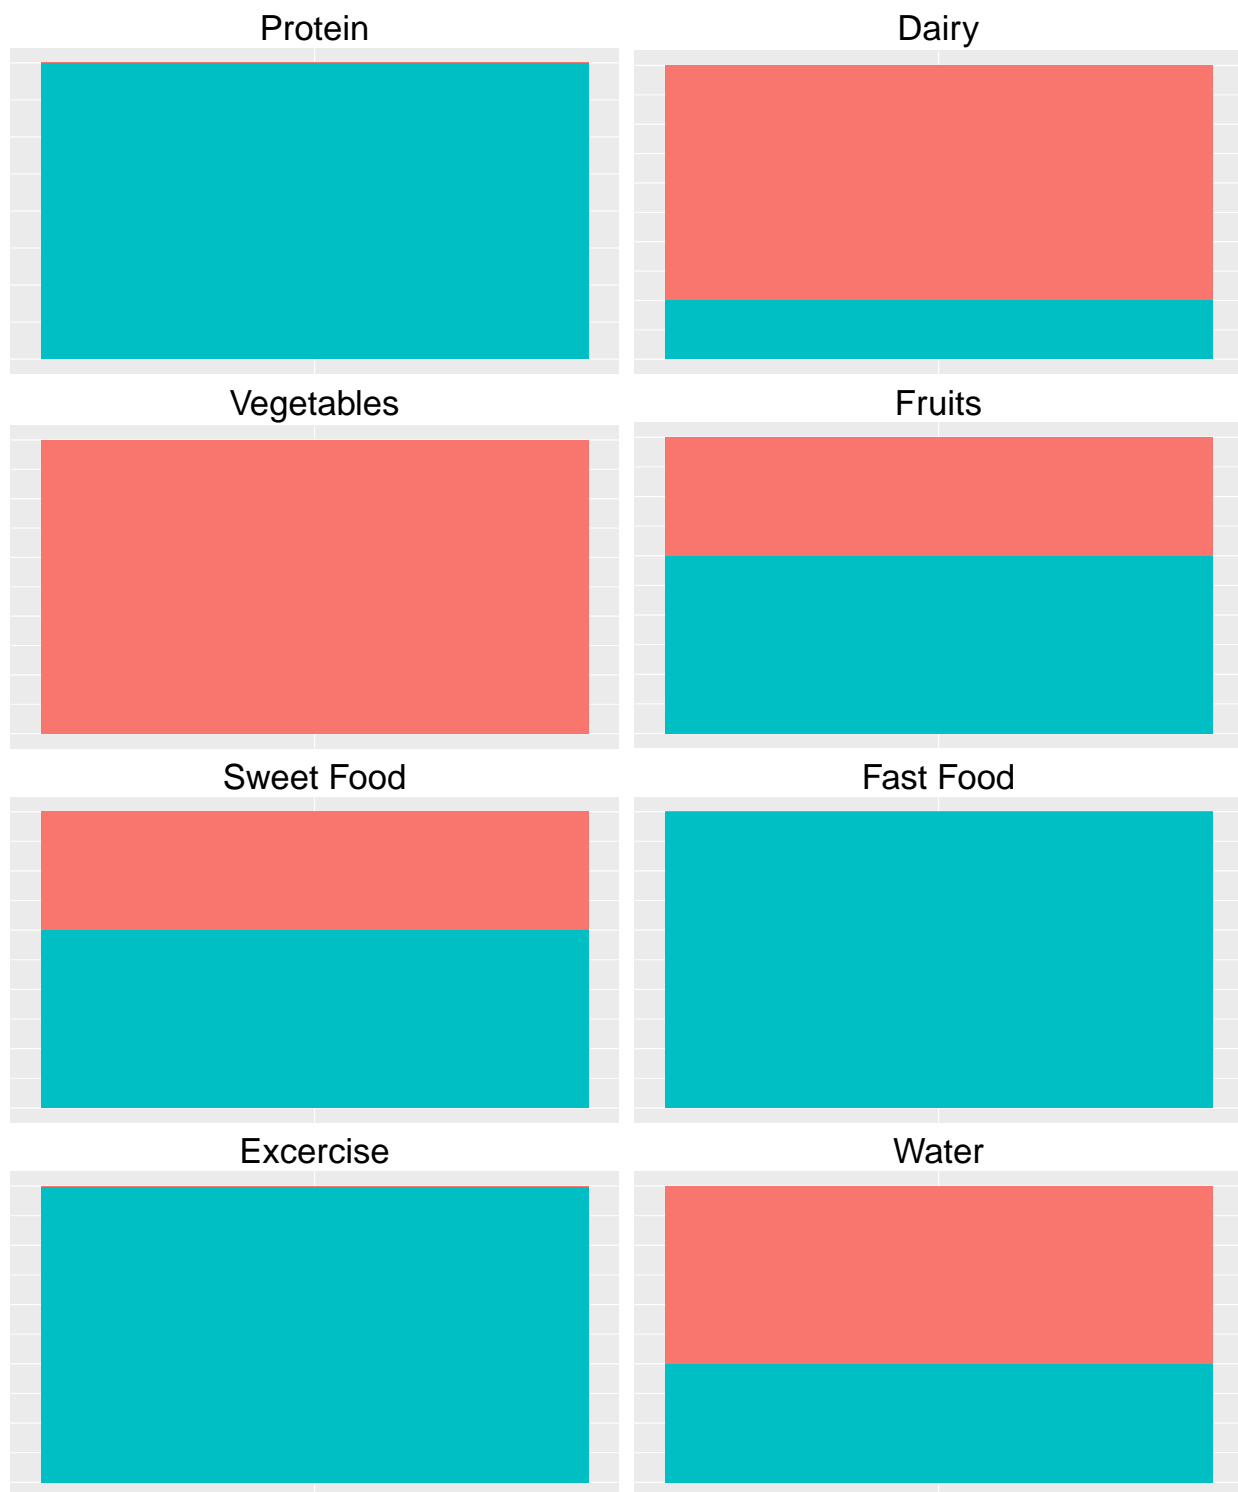 Protein
Dairy
Vegetables
Fruits
Sweet Food
Fast Food
Excercise
Water